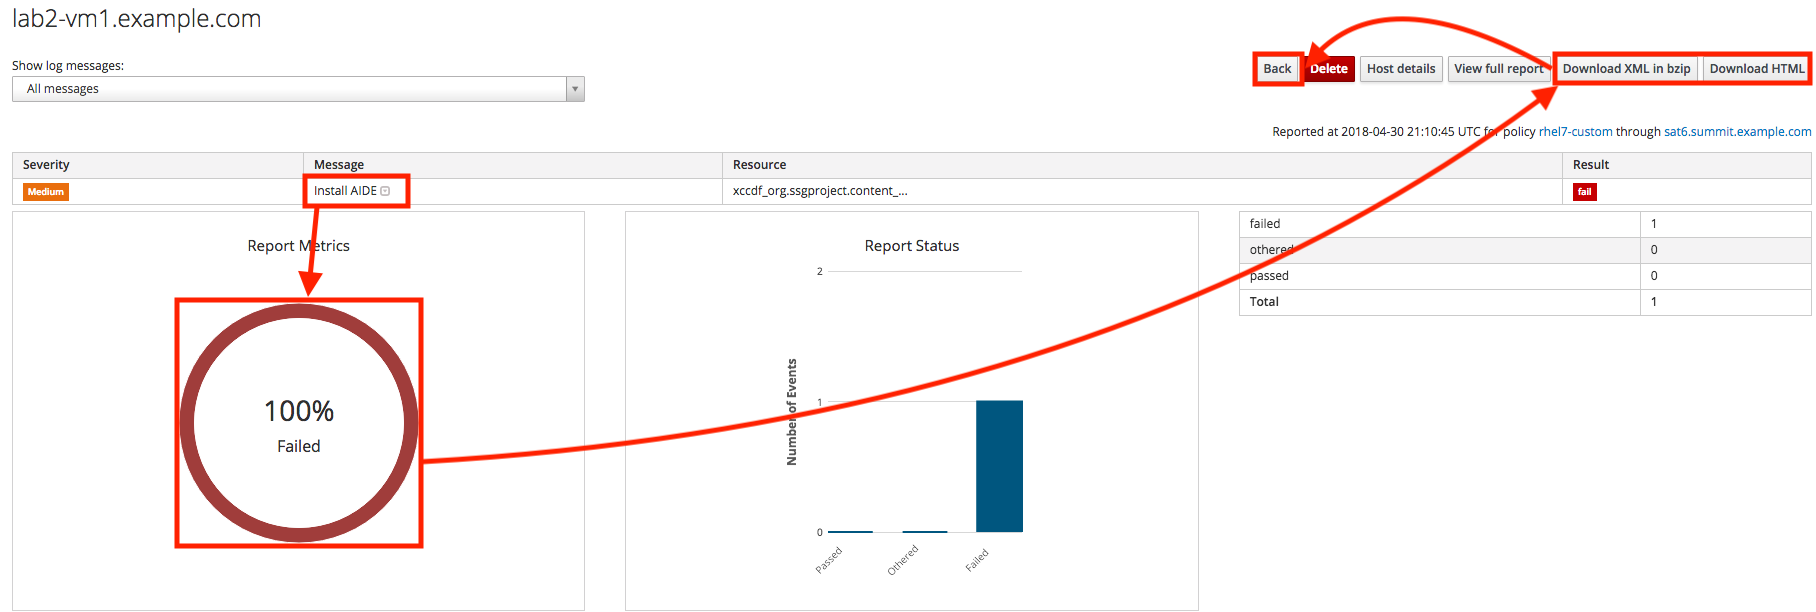 lab2-vm1.example.com
Show log messages:
All messages
Back Delete Host details View full report Download XML in bzip Download HTML
Reported at 2018-04-30 21:10:45 UTC for policy rhel7-custom through sat6.summit.example.com
Severity Message Resource Result
Medium Install AIDE xccdf_org.ssgproject.content_... fail
Report Metrics
100%
Failed
Report Status
Number of Events
2
1
0
Passed
Othered
Failed
failed 1
othered 0
passed 0
Total 1